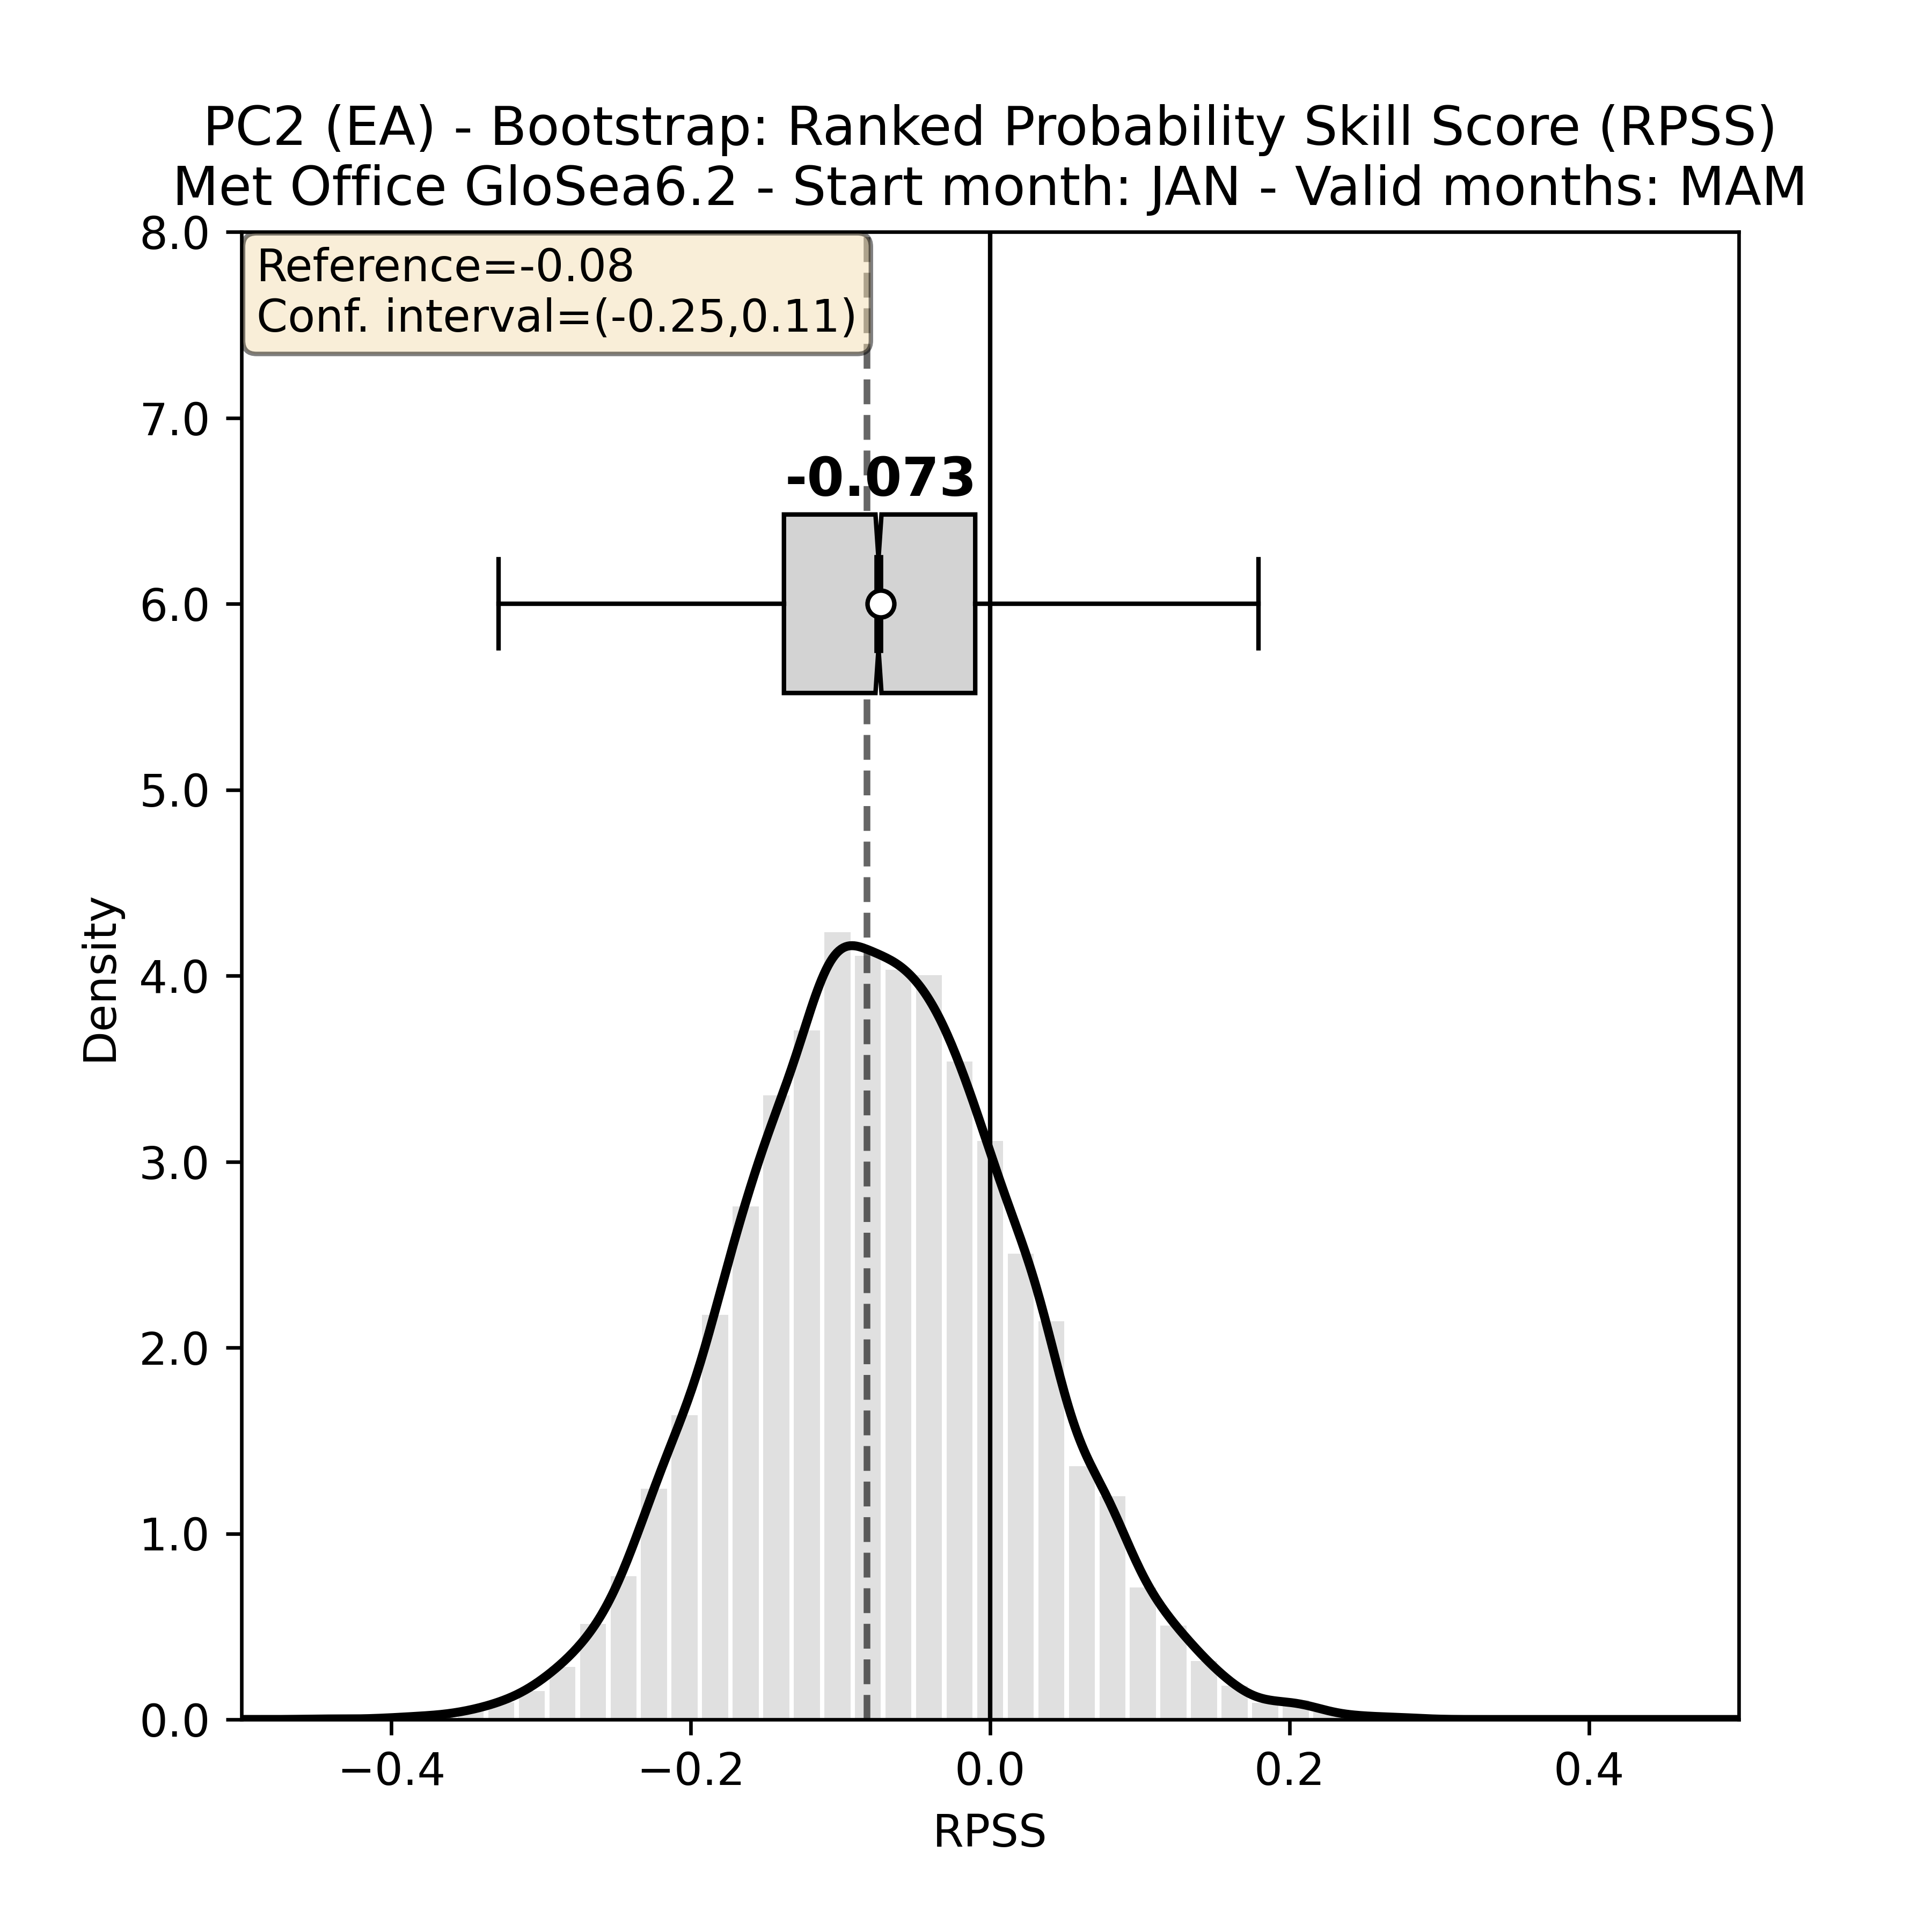 PC2 (EA) - Bootstrap: Ranked Probability Skill Score (RPSS)
Met Office GloSea6.2 - Start month: JAN - Valid months: MAM
Reference=-0.08
Conf. interval=(-0.25,0.11)
-0.073
8.0
7.0
6.0
5.0
4.0
3.0
2.0
1.0
0.0
Density
−0.4 −0.2 0.0 0.2 0.4
RPSS